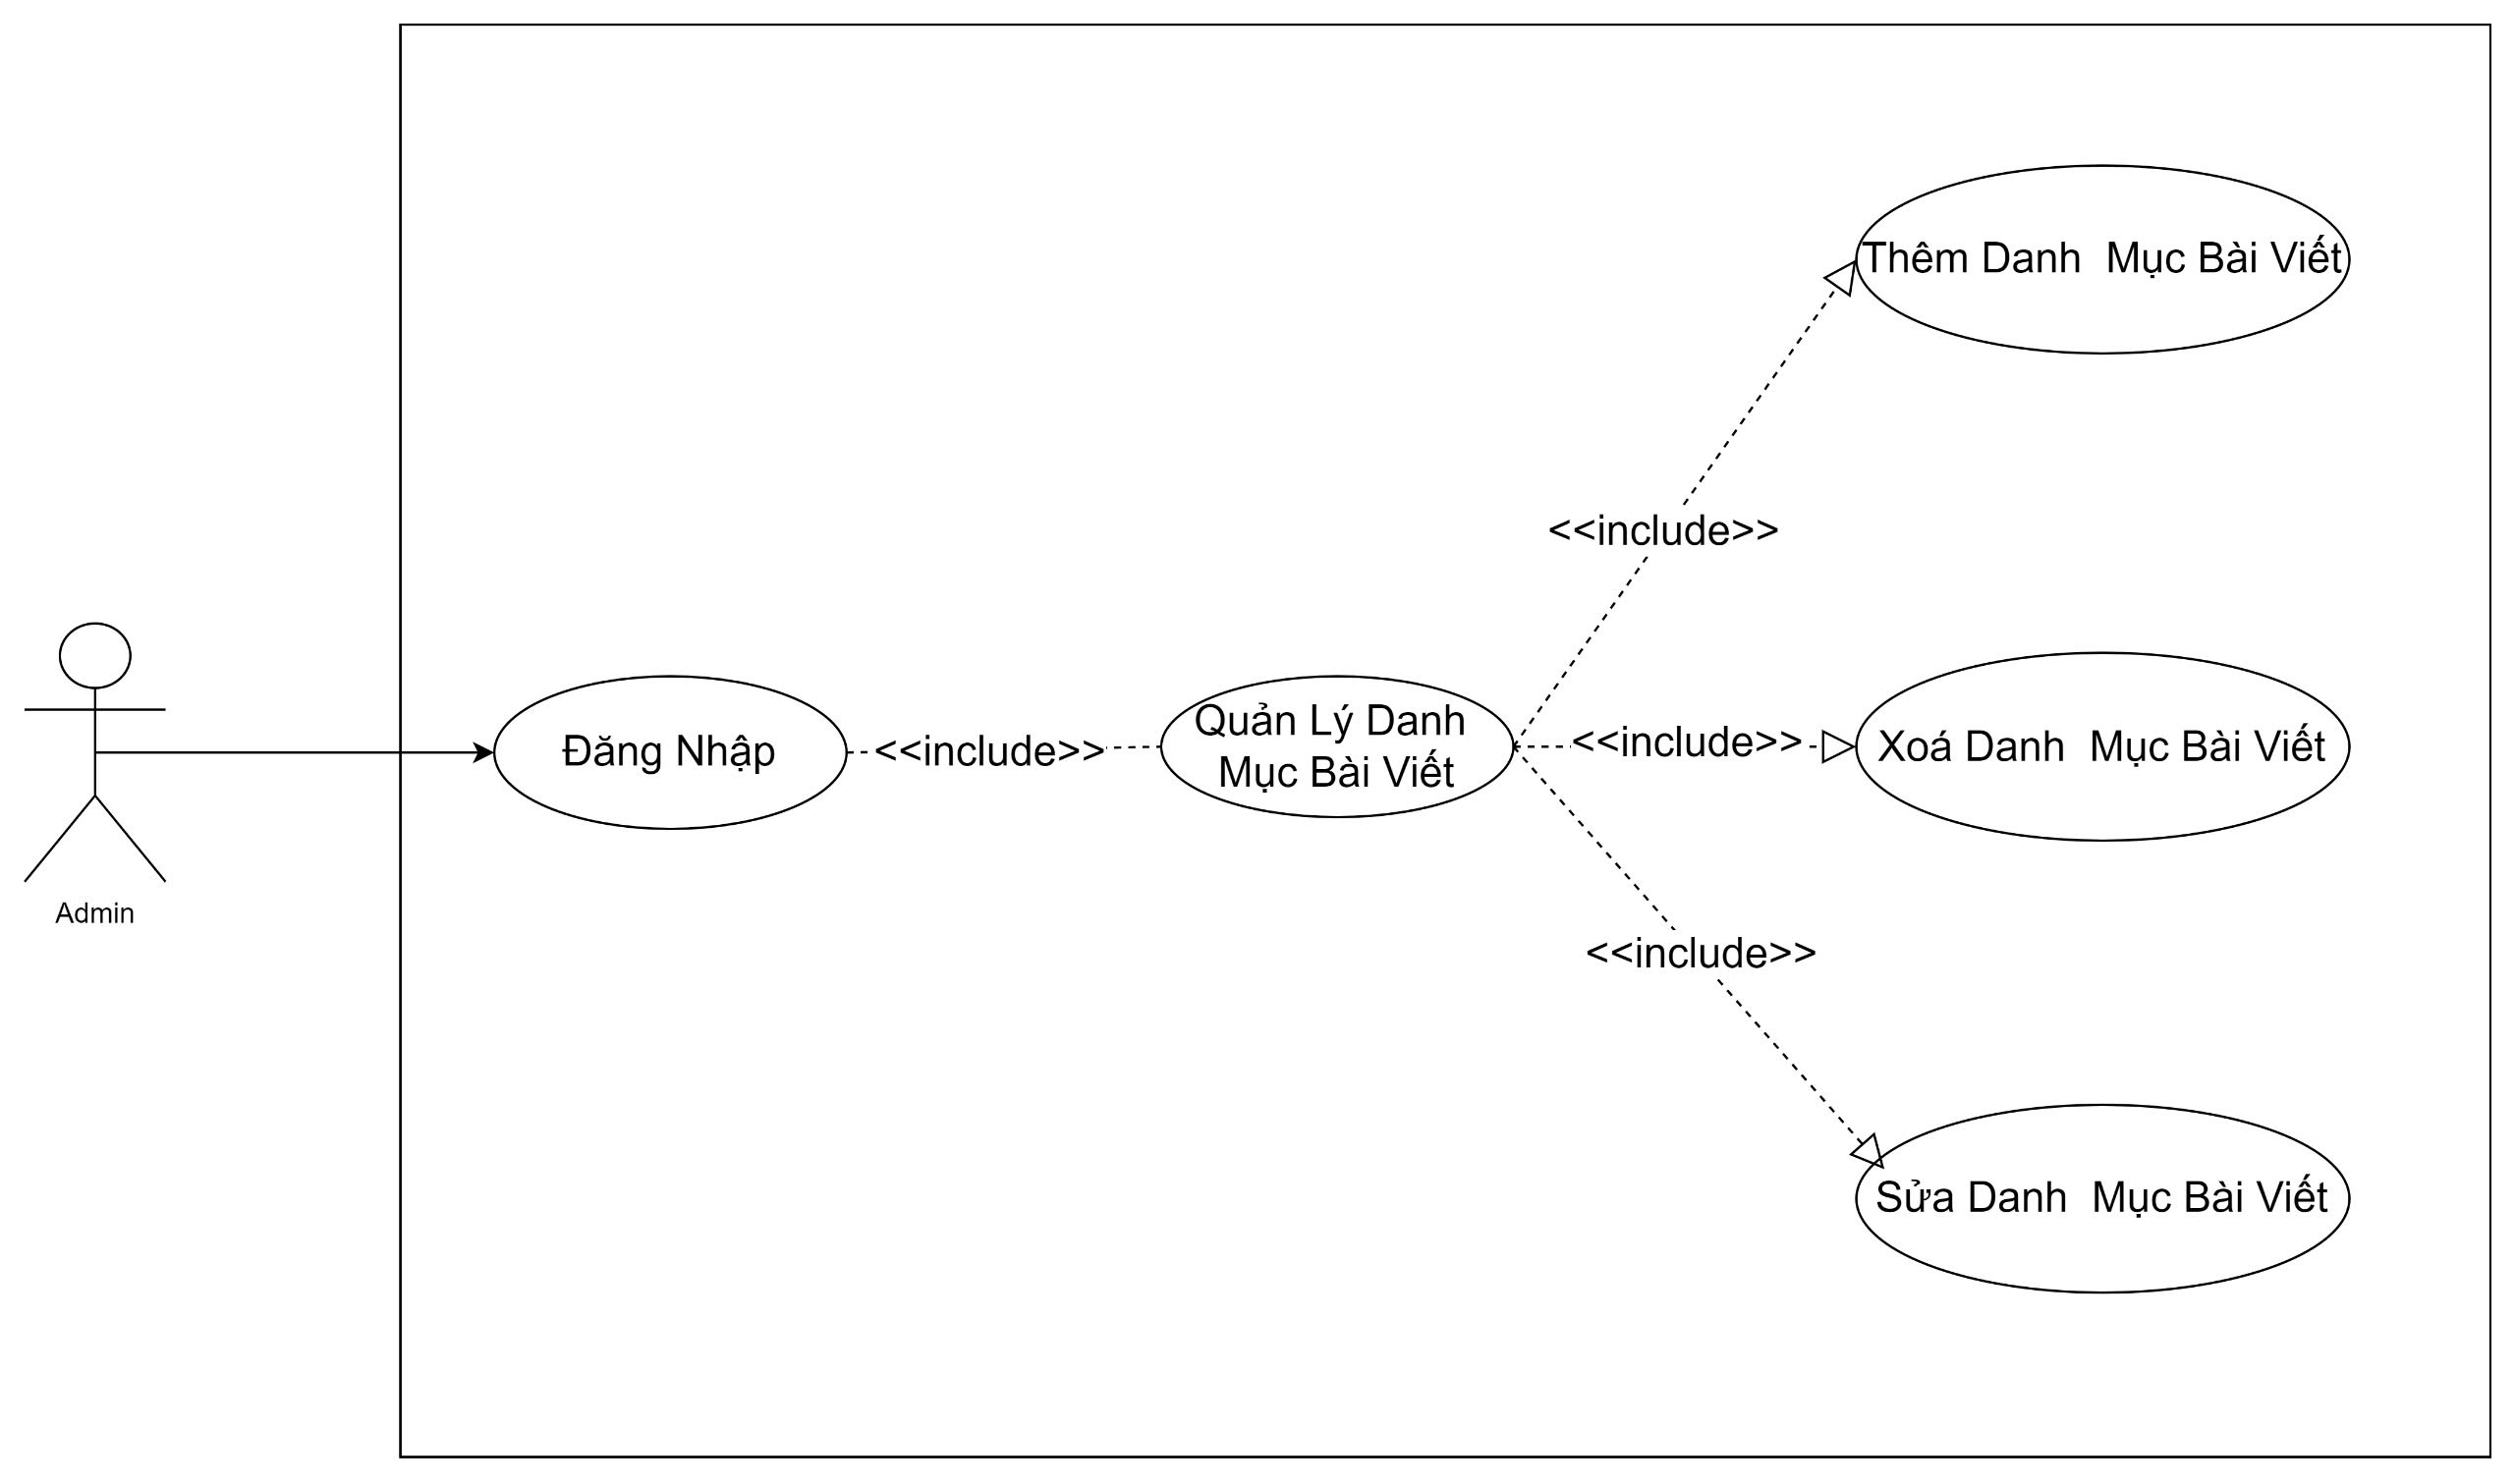 Thêm Danh  Mục Bài Viết
<<include>>
Đăng Nhập
<<include>>
Quản Lý Danh
Mục Bài Viết
<<include>>
Xoá Danh  Mục Bài Viết
Admin
<<include>>
Sửa Danh  Mục Bài Viết